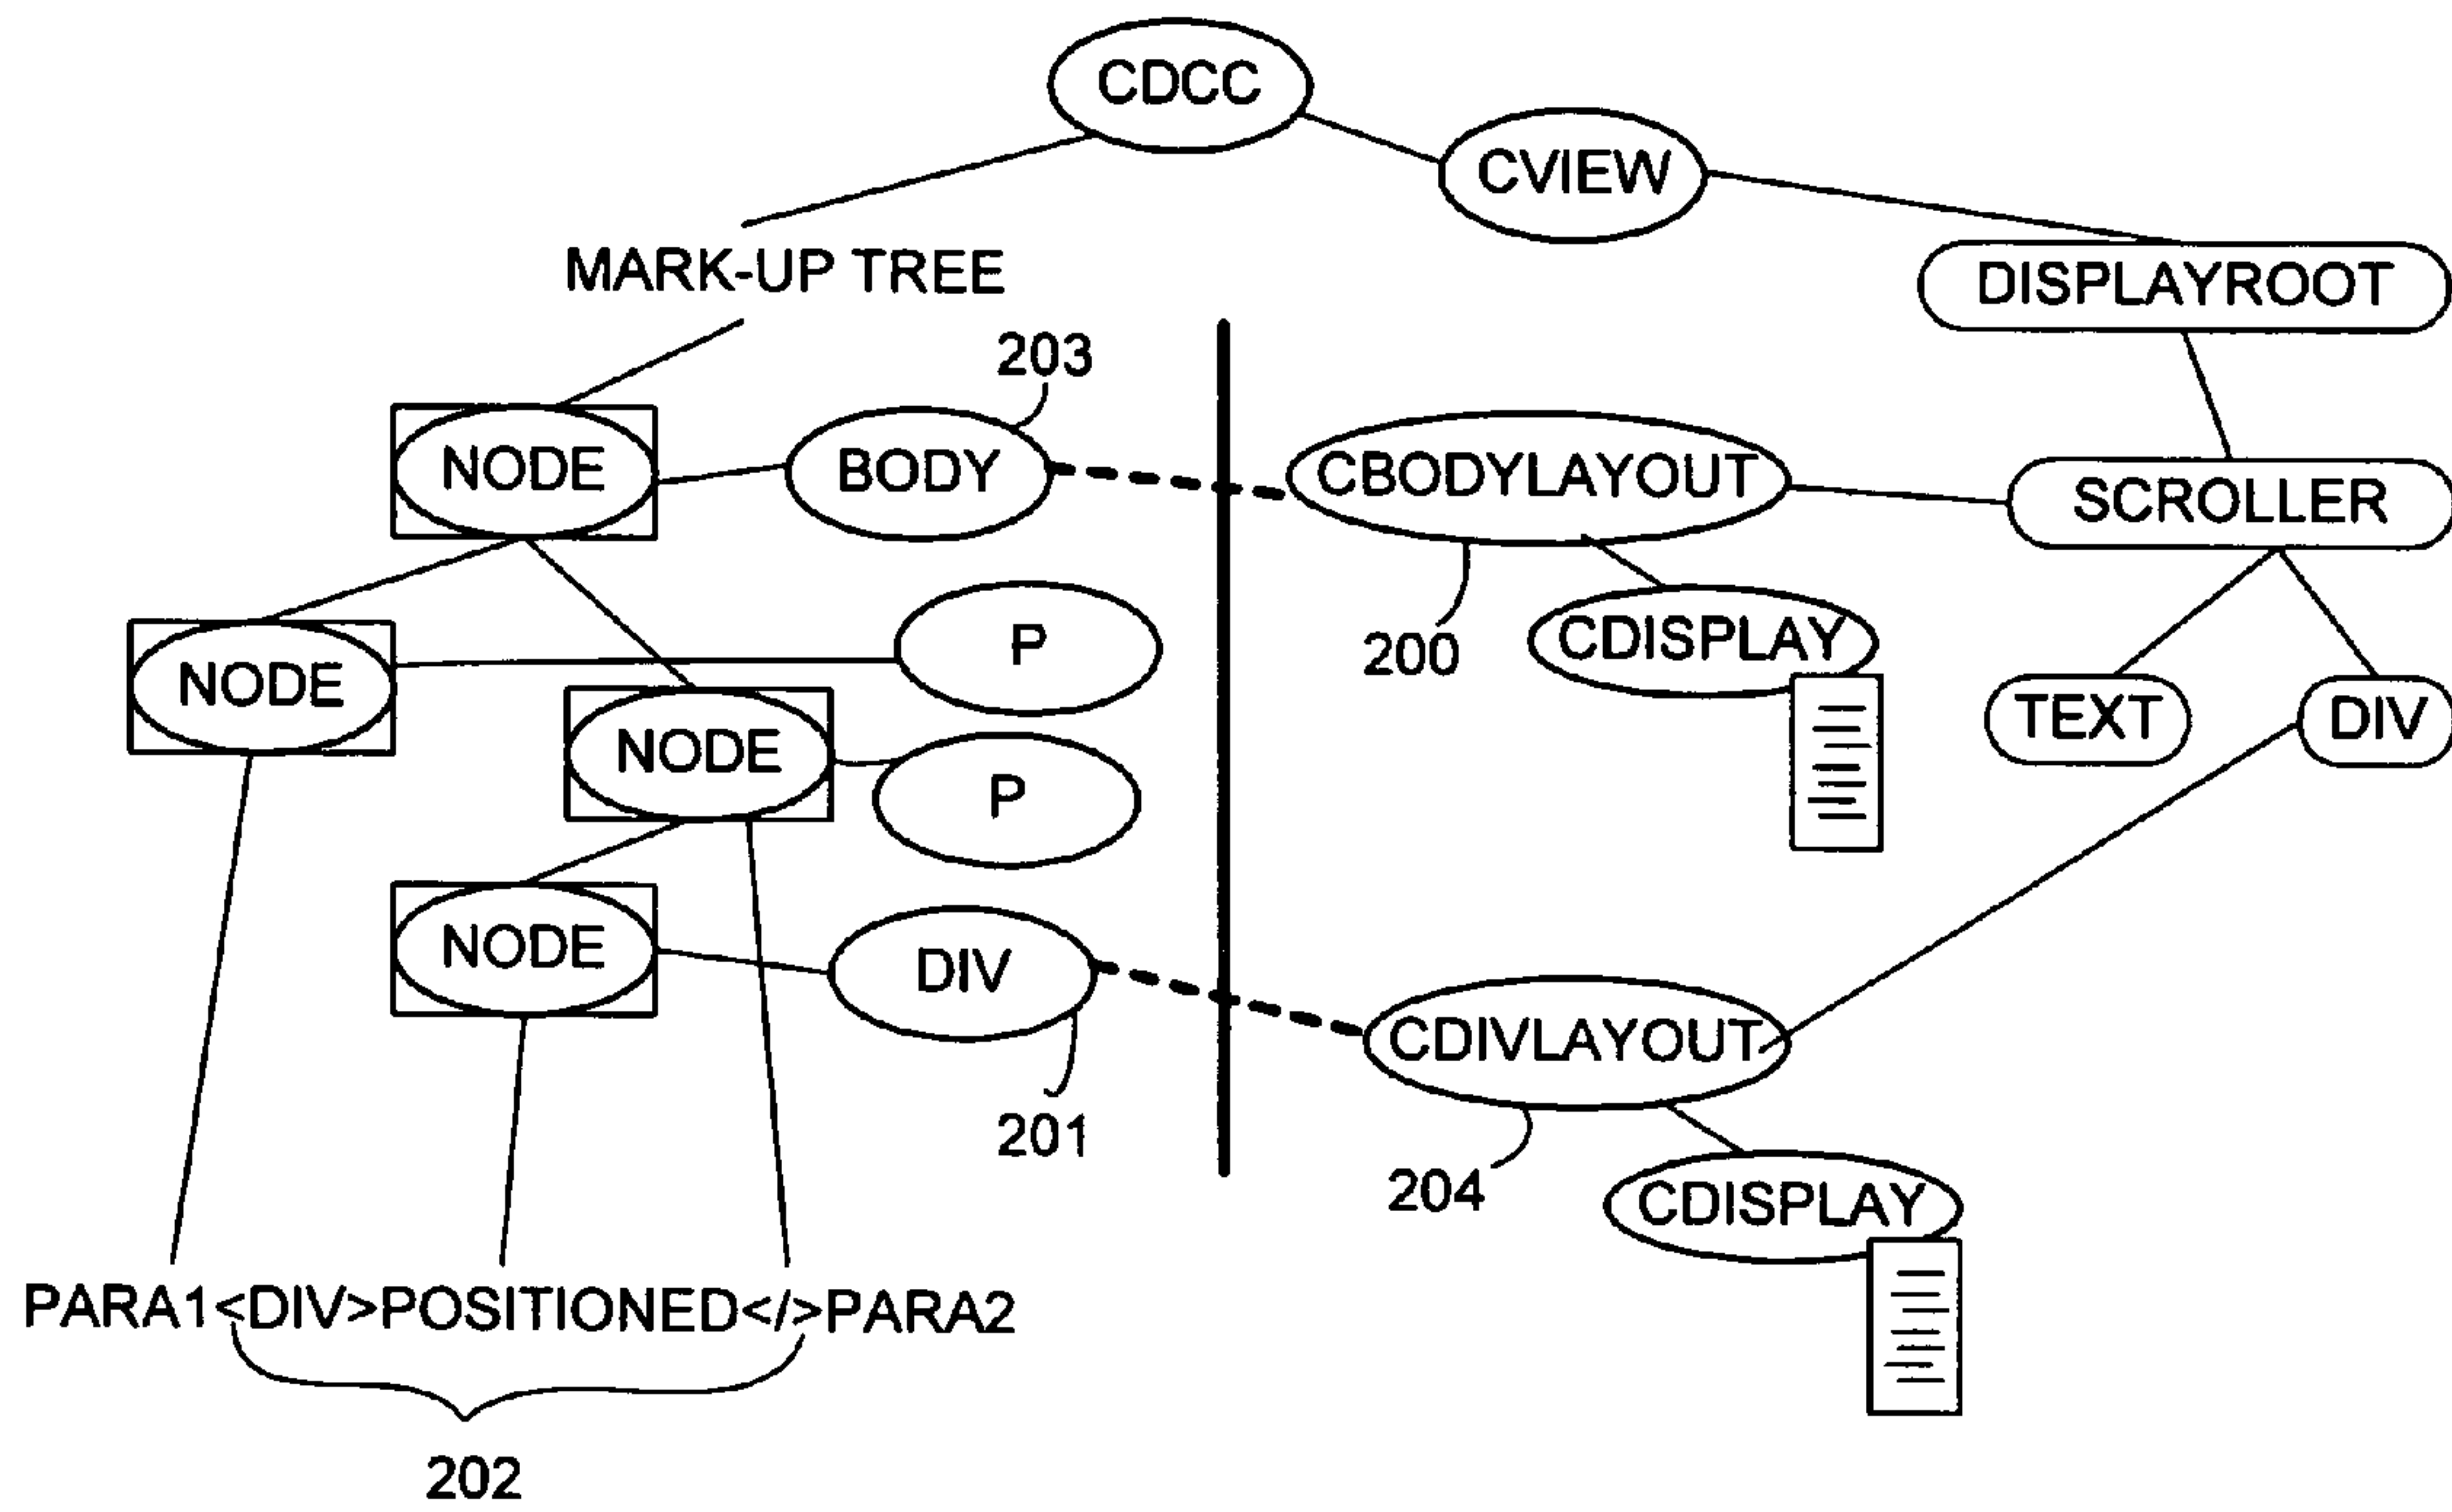 CDCC
CVIEW
MARK-UP TREE
DISPLAYROOT
203
NODE
BODY
CBODYLAYOUT
SCROLLER
P
200
CDISPLAY
NODE
NODE
P
TEXT
DIV
NODE
DIV
CDIVLAYOUT
201
204
CDISPLAY
PARA1<DIV>POSITIONED</>PARA2
202